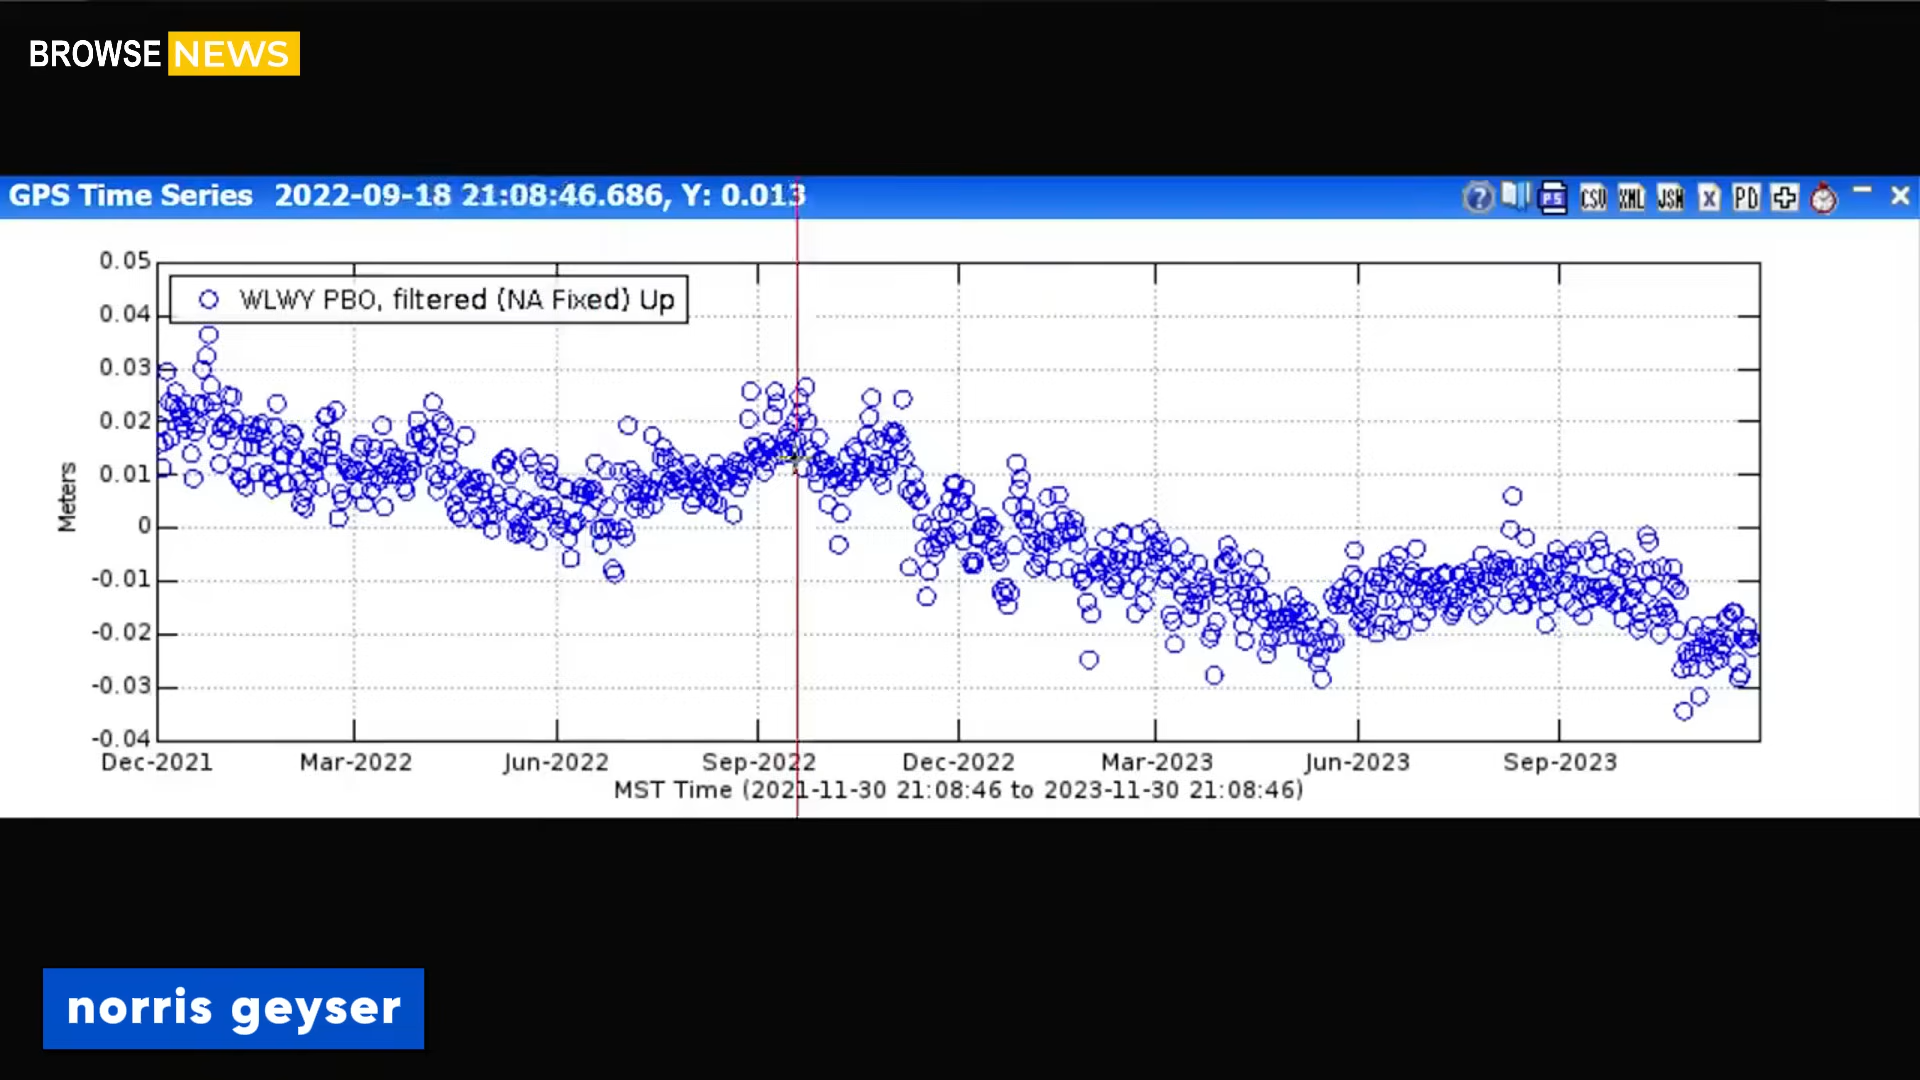 BROWSE NEWS
GPS Time Series 2022-09-18 21:08:46.686, Y: 0.013
? PS CSV XML JSN X PD
0.05
WLWY PBO, filtered (NA Fixed) Up
0.04
0.03
0.02
0.01
0
-0.01
-0.02
-0.03
-0.04
Meters
Dec-2021 Mar-2022 Jun-2022 Sep-2022 Dec-2022 Mar-2023 Jun-2023 Sep-2023
MST Time (2021-11-30 21:08:46 to 2023-11-30 21:08:46)
norris geyser